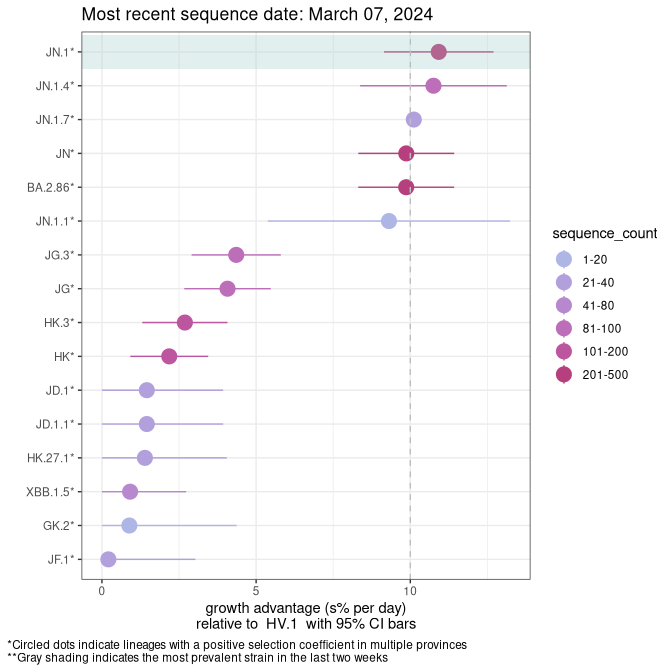 Most recent sequence date: March 07, 2024
JN.1*
JN.1.4*
JN.1.7*
JN*
BA.2.86*
JN.1.1*
JG.3*
JG*
HK.3*
HK*
JD.1*
JD.1.1*
HK.27.1*
XBB.1.5*
GK.2*
JF.1*
0 5 10
growth advantage (s% per day)
relative to HV.1 with 95% CI bars
sequence_count
1-20
21-40
41-80
81-100
101-200
201-500
*Circled dots indicate lineages with a positive selection coefficient in multiple provinces
**Gray shading indicates the most prevalent strain in the last two weeks